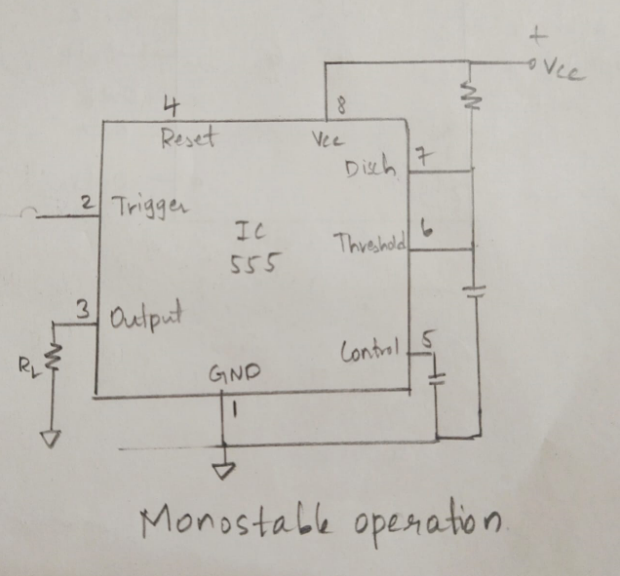 +
Vcc
4
8
Reset
Vcc
Disch
7
2
Trigger
IC
555
Threshold
6
3
Output
RL
Control
5
GND
1
Monostable operation.